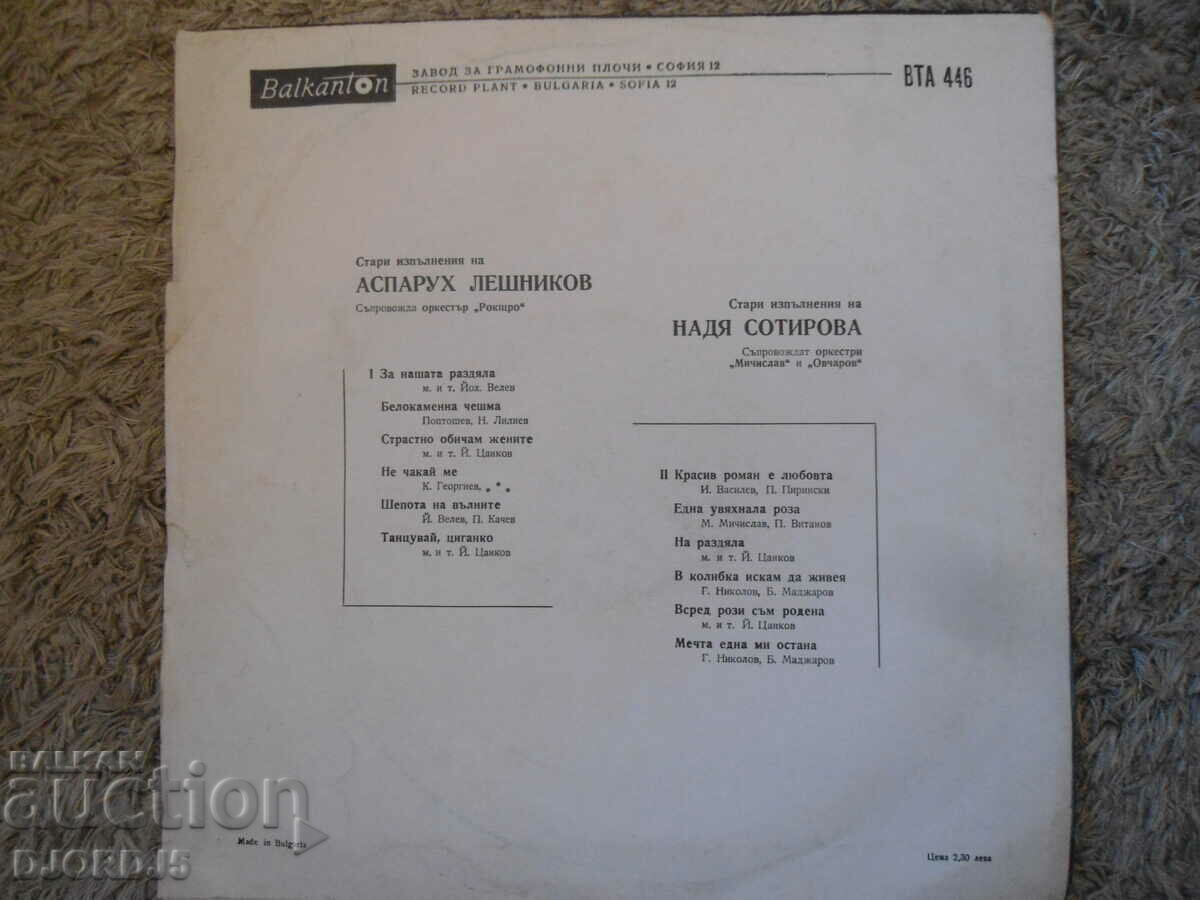 Balkanton
ЗАВОД ЗА ГРАМОФОННИ ПЛОЧИ • СОФИЯ 12
RECORD PLANT • BULGARIA • SOFIA 12
ВТА 446
Стари изпълнения на
АСПАРУХ ЛЕШНИКОВ
Съпровожда оркестър „Рокциро“
I За нашата раздяла
м. и т. Йох. Велев
Белокаменна чешма
Поптошев, Н. Лилиев
Страстно обичам жените
м. и т. Й. Цанков
Не чакай ме
К. Георгиев, * * *
Шепота на вълните
Й. Велев, П. Качев
Танцувай, циганко
м. и т. Й. Цанков
Стари изпълнения на
НАДЯ СОТИРОВА
Съпровождат оркестри
„Мичислав“ и „Овчаров“
II Красив роман е любовта
И. Василев, П. Пирински
Една увяхнала роза
М. Мичислав, П. Витанов
На раздяла
м. и т. Й. Цанков
В колибка искам да живея
Г. Николов, Б. Маджаров
Всред рози съм родена
м. и т. Й. Цанков
Мечта една ми остана
Г. Николов, Б. Маджаров
Made in Bulgaria
Цена 2,30 лева
BALKAN
auction
DJORDJ5